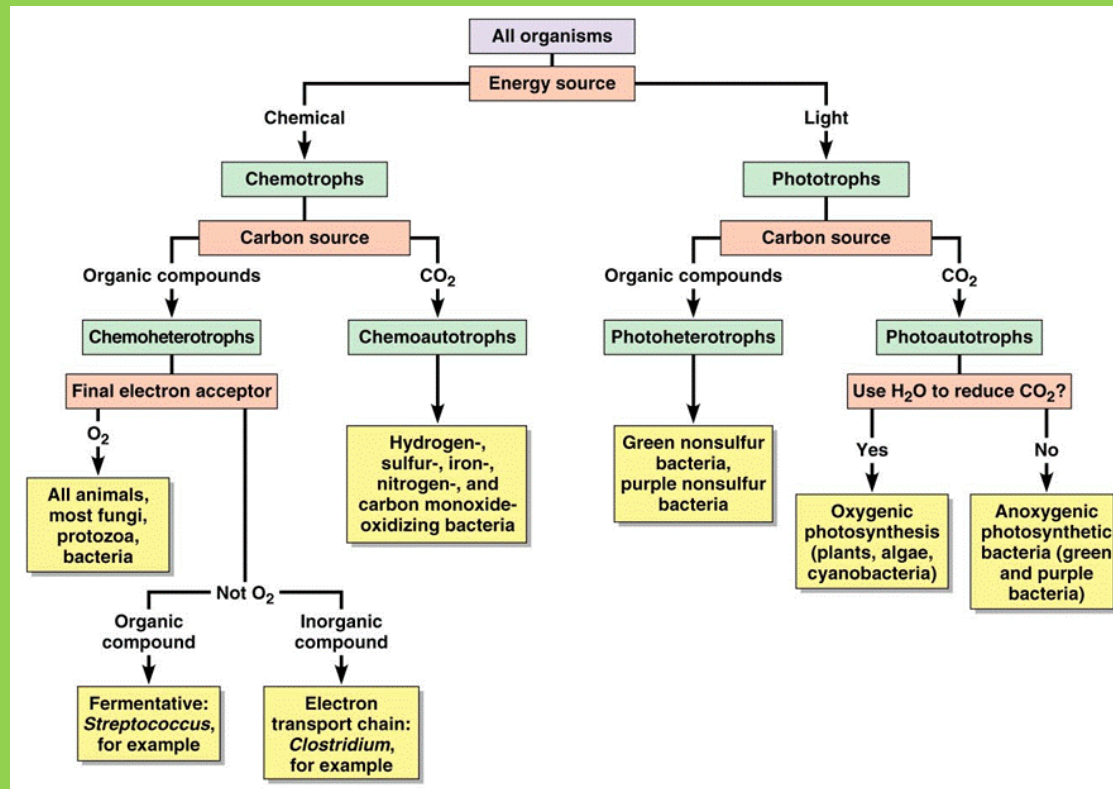 All organisms
Energy source
Chemical
Light
Chemotrophs
Phototrophs
Carbon source
Carbon source
Organic compounds
CO2
Organic compounds
CO2
Chemoheterotrophs
Chemoautotrophs
Photoheterotrophs
Photoautotrophs
Final electron acceptor
Use H2O to reduce CO2?
O2
Yes
No
All animals,
most fungi,
protozoa,
bacteria
Hydrogen-,
sulfur-, iron-,
nitrogen-, and
carbon monoxide-
oxidizing bacteria
Green nonsulfur
bacteria,
purple nonsulfur
bacteria
Oxygenic
photosynthesis
(plants, algae,
cyanobacteria)
Anoxygenic
photosynthetic
bacteria (green
and purple
bacteria)
Not O2
Organic
compound
Inorganic
compound
Fermentative:
Streptococcus,
for example
Electron
transport chain:
Clostridium,
for example